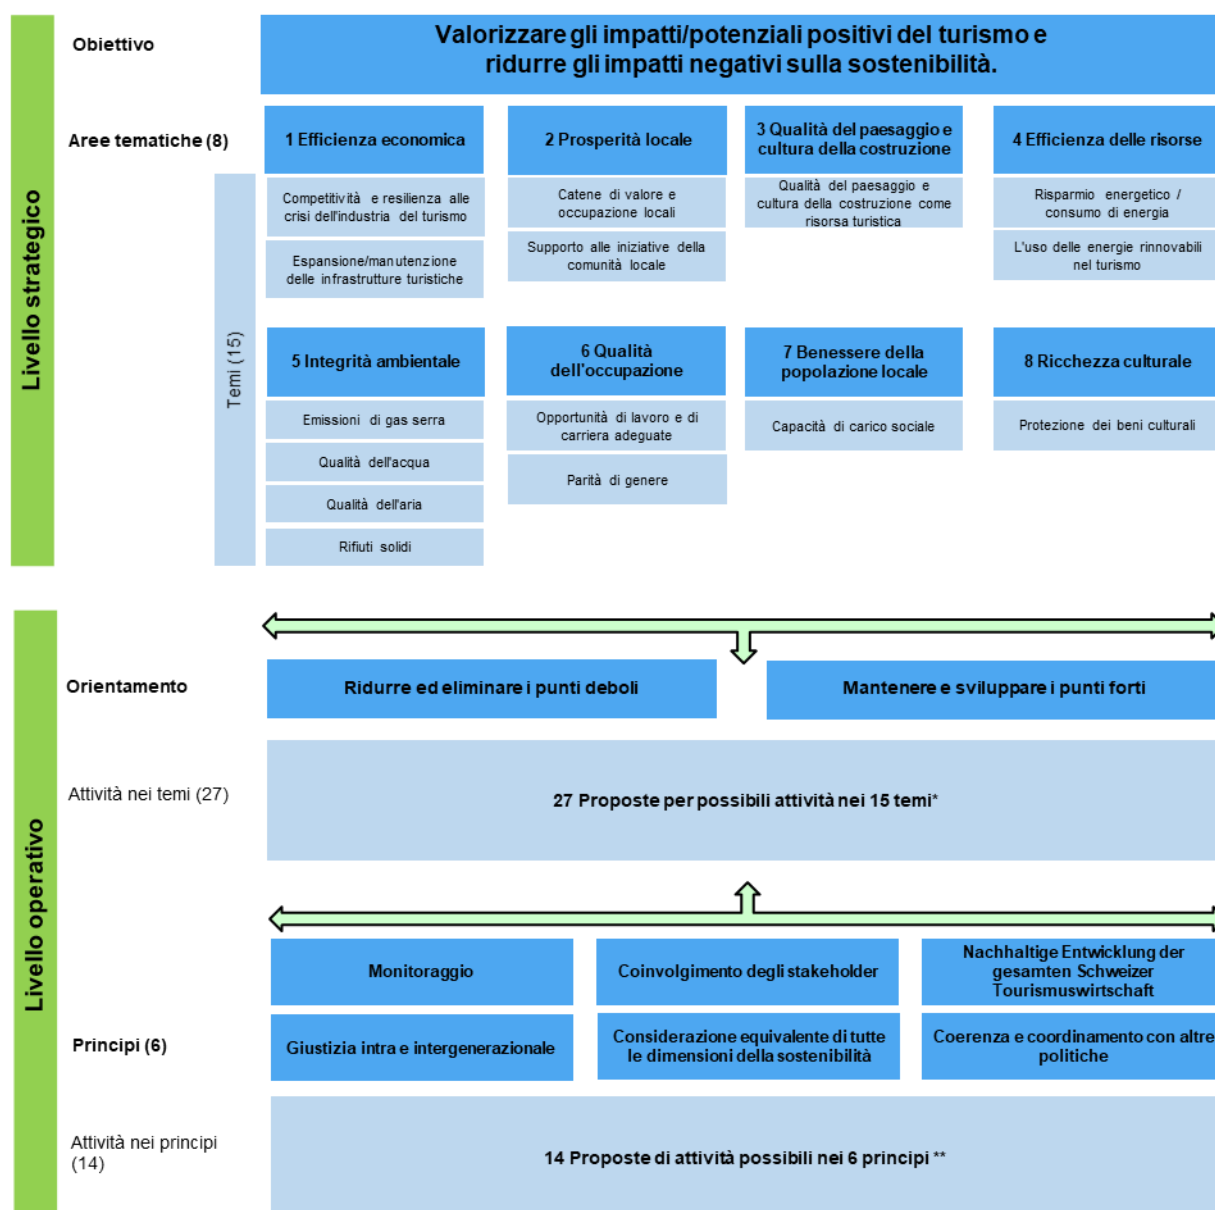 Livello strategico
Obiettivo
Valorizzare gli impatti/potenziali positivi del turismo e
ridurre gli impatti negativi sulla sostenibilità.
Aree tematiche (8)
1 Efficienza economica
2 Prosperità locale
3 Qualità del paesaggio e
cultura della costruzione
4 Efficienza delle risorse
Temi (15)
Competitività e resilienza alle
crisi dell'industria del turismo
Espansione/manutenzione
delle infrastrutture turistiche
Catene di valore e
occupazione locali
Supporto alle iniziative della
comunità locale
Qualità del paesaggio e
cultura della costruzione come
risorsa turistica
Risparmio energetico /
consumo di energia
L'uso delle energie rinnovabili
nel turismo
5 Integrità ambientale
6 Qualità
dell'occupazione
7 Benessere della
popolazione locale
8 Ricchezza culturale
Emissioni di gas serra
Qualità dell'acqua
Qualità dell'aria
Rifiuti solidi
Opportunità di lavoro e di
carriera adeguate
Parità di genere
Capacità di carico sociale
Protezione dei beni culturali
Livello operativo
Orientamento
Ridurre ed eliminare i punti deboli
Mantenere e sviluppare i punti forti
Attività nei temi (27)
27 Proposte per possibili attività nei 15 temi*
Principi (6)
Monitoraggio
Coinvolgimento degli stakeholder
Nachhaltige Entwicklung der
gesamten Schweizer
Tourismuswirtschaft
Giustizia intra e intergenerazionale
Considerazione equivalente di tutte
le dimensioni della sostenibilità
Coerenza e coordinamento con altre
politiche
Attività nei principi
(14)
14 Proposte di attività possibili nei 6 principi **